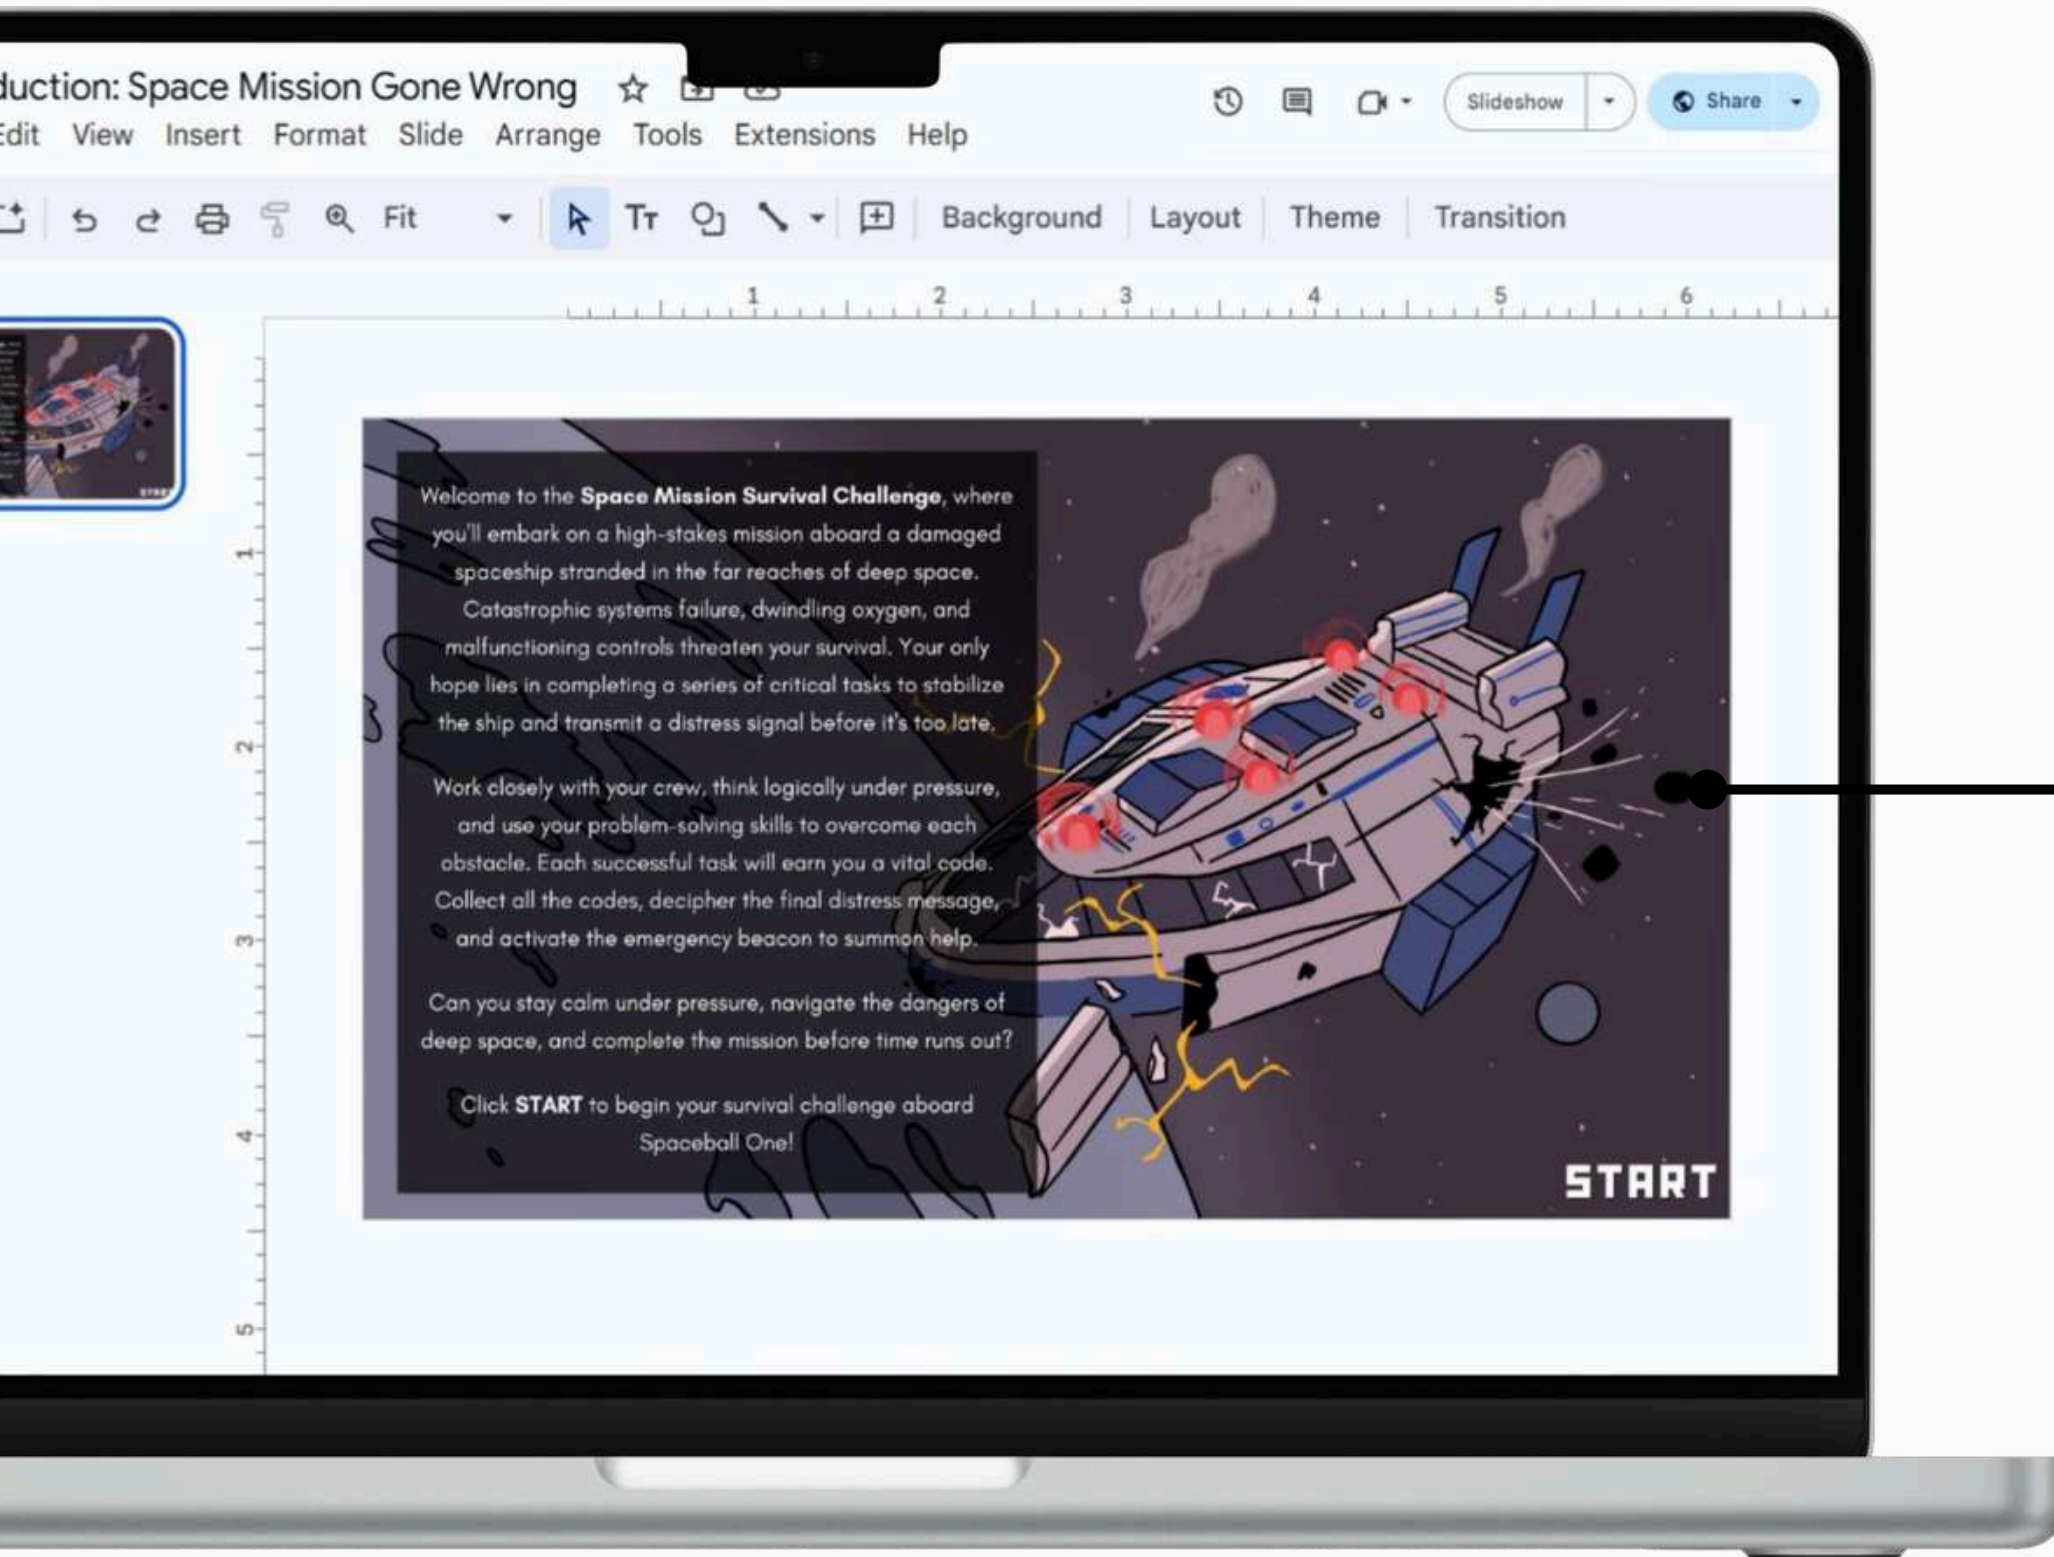 duction: Space Mission Gone Wrong
Edit View Insert Format Slide Arrange Tools Extensions Help
Slideshow
Share
Fit
Background Layout Theme Transition
1 2 3 4 5 6
1
2
3
4
5
Welcome to the Space Mission Survival Challenge, where
you'll embark on a high-stakes mission aboard a damaged
spaceship stranded in the far reaches of deep space.
Catastrophic systems failure, dwindling oxygen, and
malfunctioning controls threaten your survival. Your only
hope lies in completing a series of critical tasks to stabilize
the ship and transmit a distress signal before it's too late.
Work closely with your crew, think logically under pressure,
and use your problem-solving skills to overcome each
obstacle. Each successful task will earn you a vital code.
Collect all the codes, decipher the final distress message,
and activate the emergency beacon to summon help.
Can you stay calm under pressure, navigate the dangers of
deep space, and complete the mission before time runs out?
Click START to begin your survival challenge aboard
Spaceball One!
START